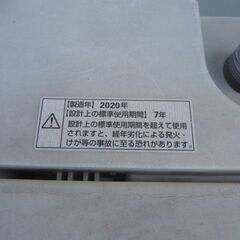 【製造年】2020年
【設計上の標準使用期間】7年
設計上の標準使用期間を超えて使用
されますと、経年劣化による発火・
けが等の事故に至る恐れがあります。